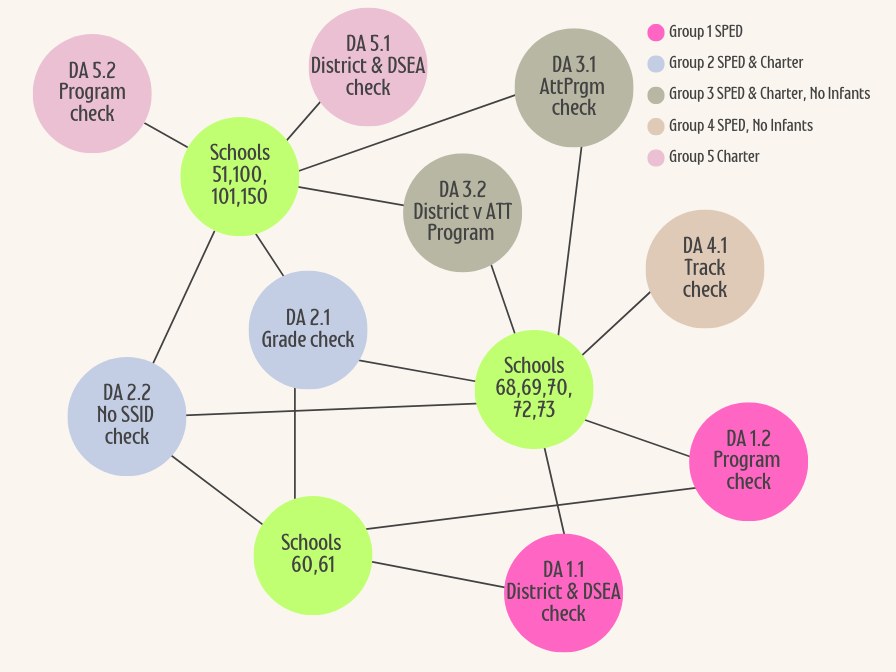 DA 5.2
Program
check
DA 5.1
District & DSEA
check
DA 3.1
AttPrgm
check
Group 1 SPED
Group 2 SPED & Charter
Group 3 SPED & Charter, No Infants
Group 4 SPED, No Infants
Group 5 Charter
Schools
51,100,
101,150
DA 3.2
District v ATT
Program
DA 4.1
Track
check
DA 2.1
Grade check
DA 2.2
No SSID
check
Schools
68,69,70,
72,73
DA 1.2
Program
check
Schools
60,61
DA 1.1
District & DSEA
check